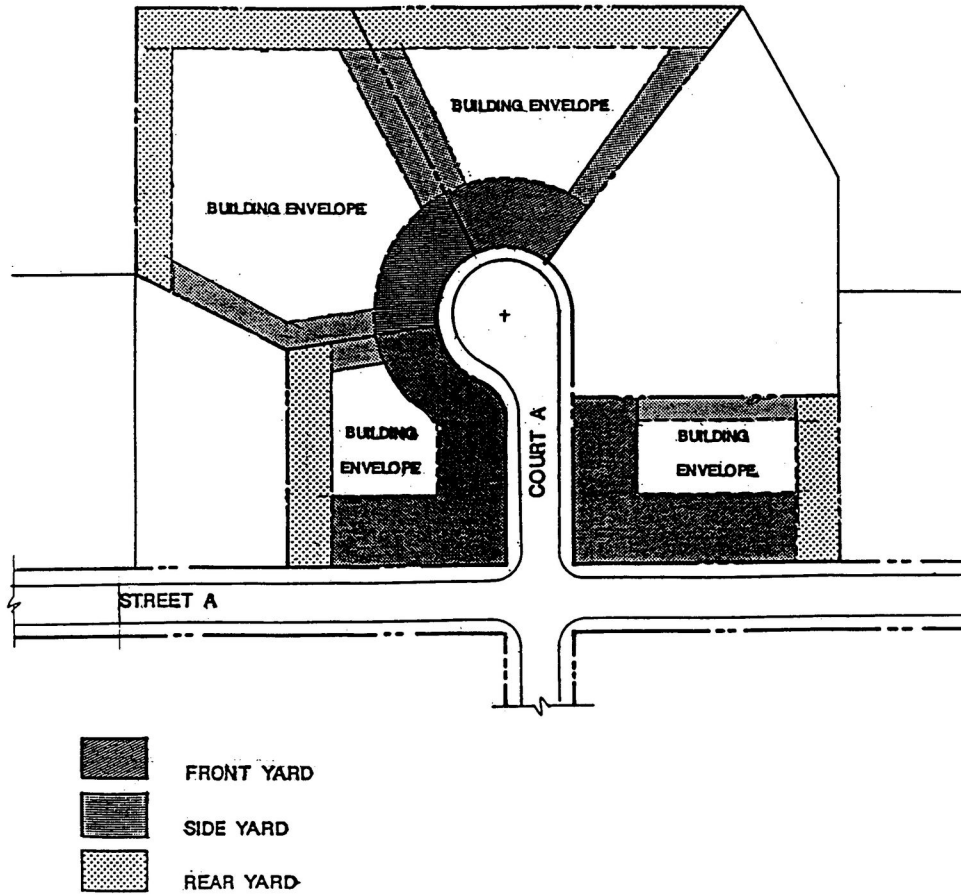 BUILDING ENVELOPE
BUILDING ENVELOPE
BUILDING
ENVELOPE
COURT A
BUILDING
ENVELOPE
STREET A
FRONT YARD
SIDE YARD
REAR YARD